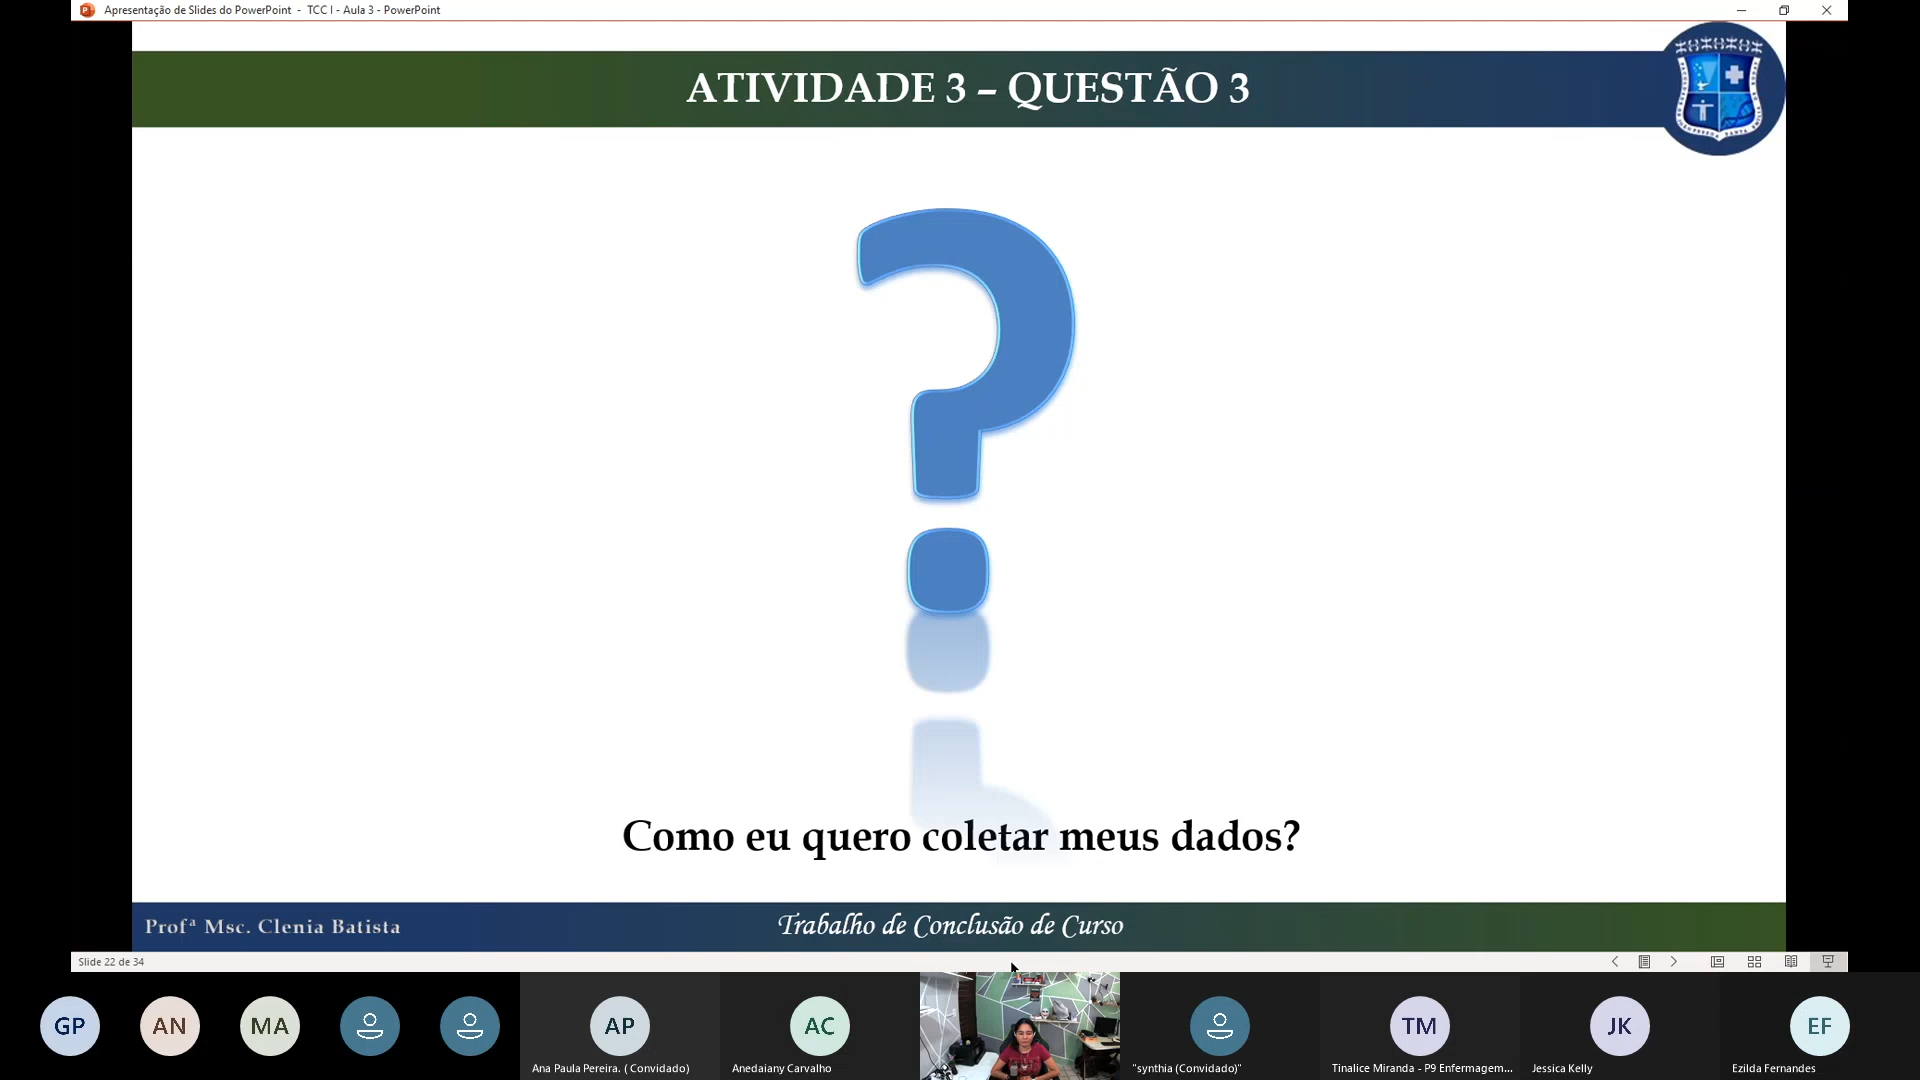 Apresentação de Slides do PowerPoint - TCC I - Aula 3 - PowerPoint
ATIVIDADE 3 – QUESTÃO 3
?
Como eu quero coletar meus dados?
Profª Msc. Clenia Batista
Trabalho de Conclusão de Curso
Slide 22 de 34
GP
AN
MA
AP
AC
TM
JK
EF
Ana Paula Pereira. ( Convidado)
Anedaiany Carvalho
"synthia (Convidado)"
Tinalice Miranda - P9 Enfermagem...
Jessica Kelly
Ezilda Fernandes